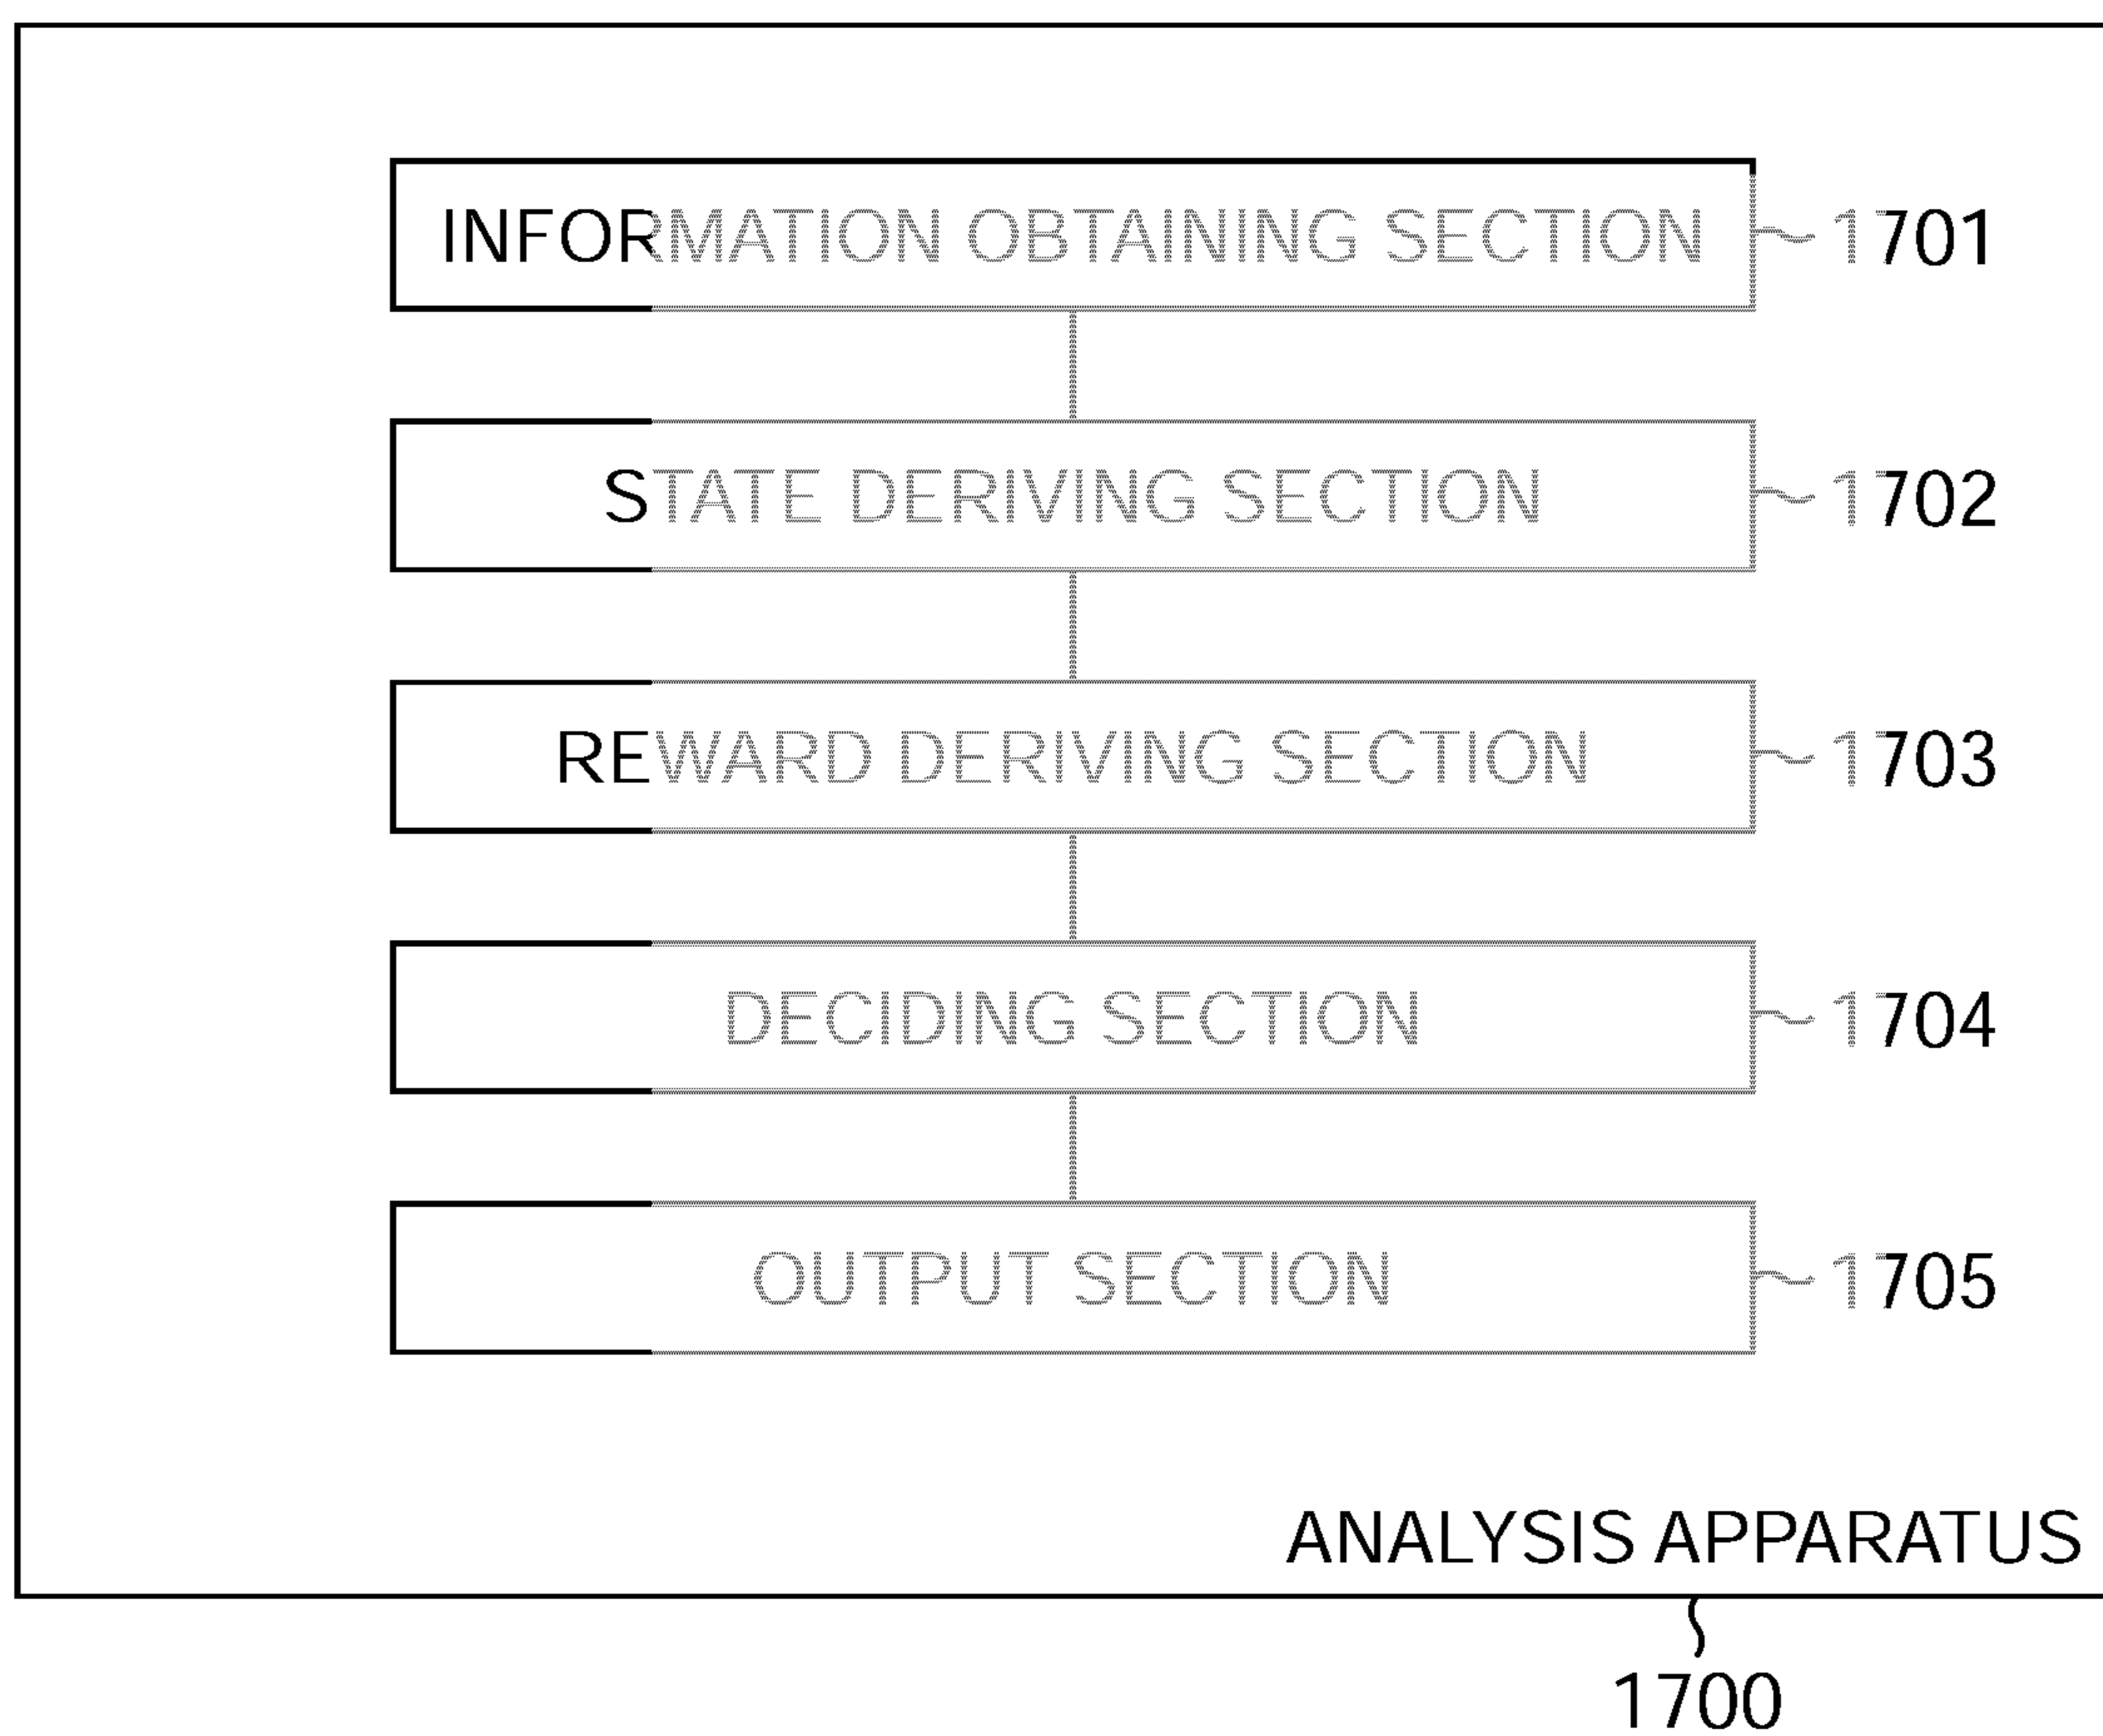 INFORMATION OBTAINING SECTION 1701
STATE DERIVING SECTION 1702
REWARD DERIVING SECTION 1703
DECIDING SECTION 1704
OUTPUT SECTION 1705
ANALYSIS APPARATUS
1700